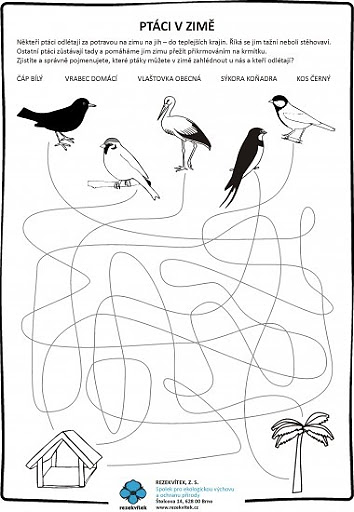 PTÁCI V ZIMĚ
Někteří ptáci odlétají za potravou na zimu na jih – do teplejších krajin. Říká se jim tažní neboli stěhovaví.
Ostatní ptáci zůstávají tady a pomáháme jim zimu přežít přikrmováním na krmítku.
Zjistíte a správně pojmenujete, které ptáky můžete v zimě zahlédnout u nás a kteří odlétají?
ČÁP BÍLÝ VRABEC DOMÁCÍ VLAŠTOVKA OBECNÁ SÝKORA KOŇADRA KOS ČERNÝ
REZEKVÍTEK, Z. S.
Spolek pro ekologickou výchovu
a ochranu přírody
Štolcova 16, 628 00 Brno
www.rezekvitek.cz
rezekvítek